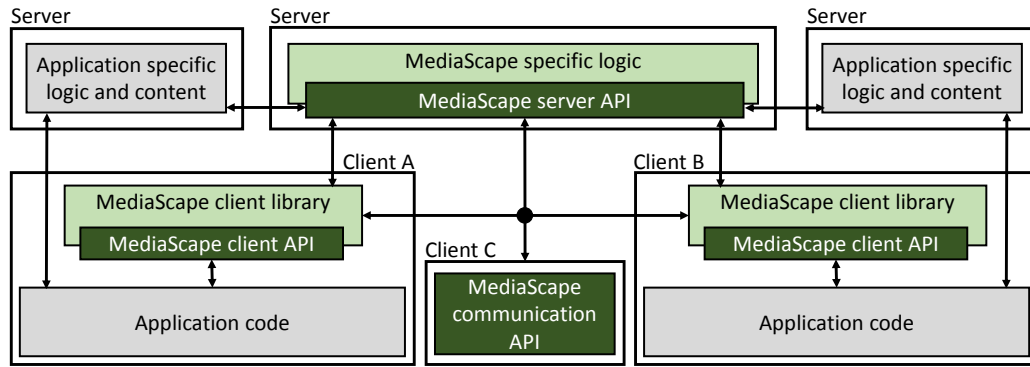 Server
Server
Server
Application specific
logic and content
MediaScape specific logic
MediaScape server API
Application specific
logic and content
Client A
Client B
MediaScape client library
MediaScape client API
MediaScape client library
MediaScape client API
Client C
MediaScape
communication
API
Application code
Application code